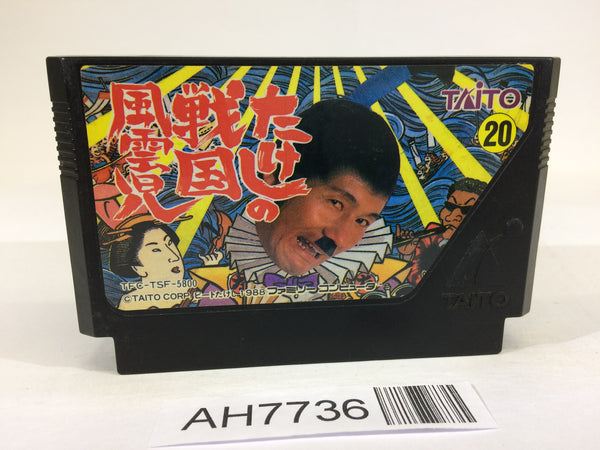 たけしの
戦国
風雲児
TAITO
20
TFC-TSF-5800
©TAITO CORP. ビートたけし 1988 ファミリーコンピュータ
TAITO
AH7736